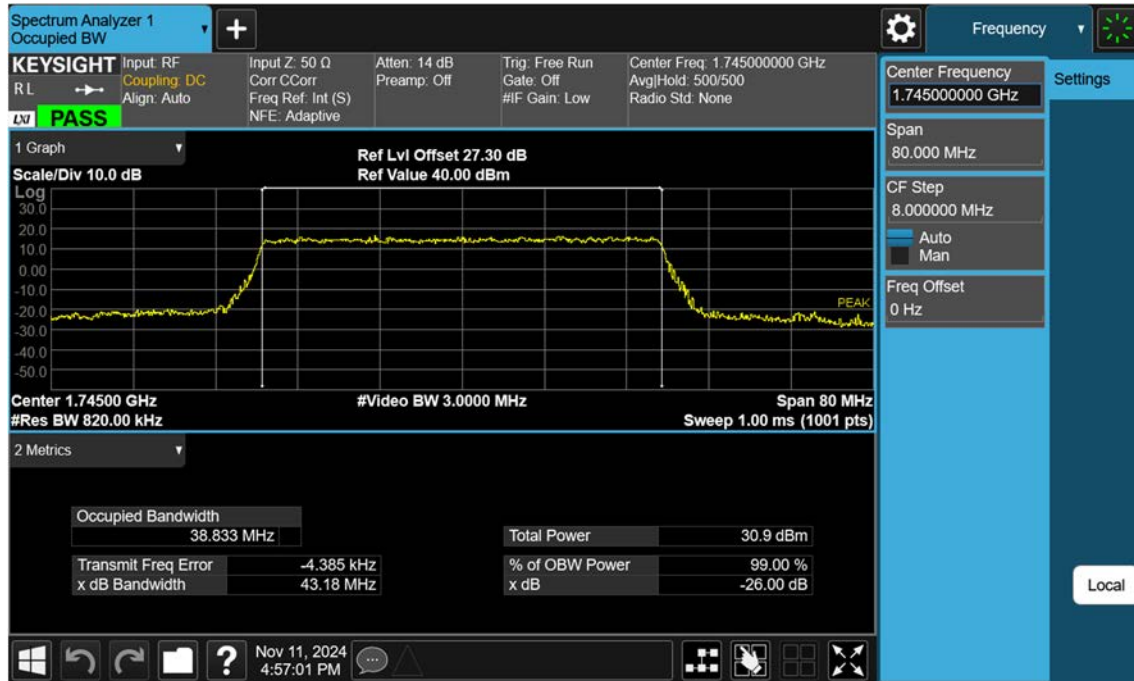 Spectrum Analyzer 1
Occupied BW
+
Frequency
KEYSIGHT
RL
LXI PASS
Input: RF
Coupling: DC
Align: Auto
Input Z: 50 Ω
Corr CCorr
Freq Ref: Int (S)
NFE: Adaptive
Atten: 14 dB
Preamp: Off
Trig: Free Run
Gate: Off
#IF Gain: Low
Center Freq: 1.745000000 GHz
Avg|Hold: 500/500
Radio Std: None
1 Graph
Scale/Div 10.0 dB
Ref Lvl Offset 27.30 dB
Ref Value 40.00 dBm
Log
30.0
20.0
10.0
0.00
-10.0
-20.0
-30.0
-40.0
-50.0
PEAK
Center 1.74500 GHz
#Video BW 3.0000 MHz
Span 80 MHz
#Res BW 820.00 kHz
Sweep 1.00 ms (1001 pts)
2 Metrics
Occupied Bandwidth
38.833 MHz
Total Power 30.9 dBm
Transmit Freq Error -4.385 kHz
% of OBW Power 99.00 %
x dB Bandwidth 43.18 MHz
x dB -26.00 dB
Center Frequency
1.745000000 GHz
Settings
Span
80.000 MHz
CF Step
8.000000 MHz
Auto
Man
Freq Offset
0 Hz
Local
?
Nov 11, 2024
4:57:01 PM